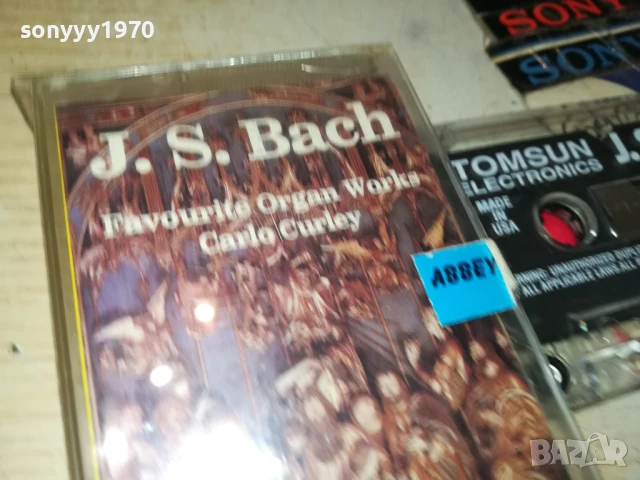 sonyyy1970
J. S. Bach
Favourite Organ Works
Carlo Curley
ABBEY
SONY
SONY
TOMSUN
ELECTRONICS
MADE
IN
USA
J.
UNAUTHORIZED
ALL APPLICABLE LAWS
BAZAR
bg